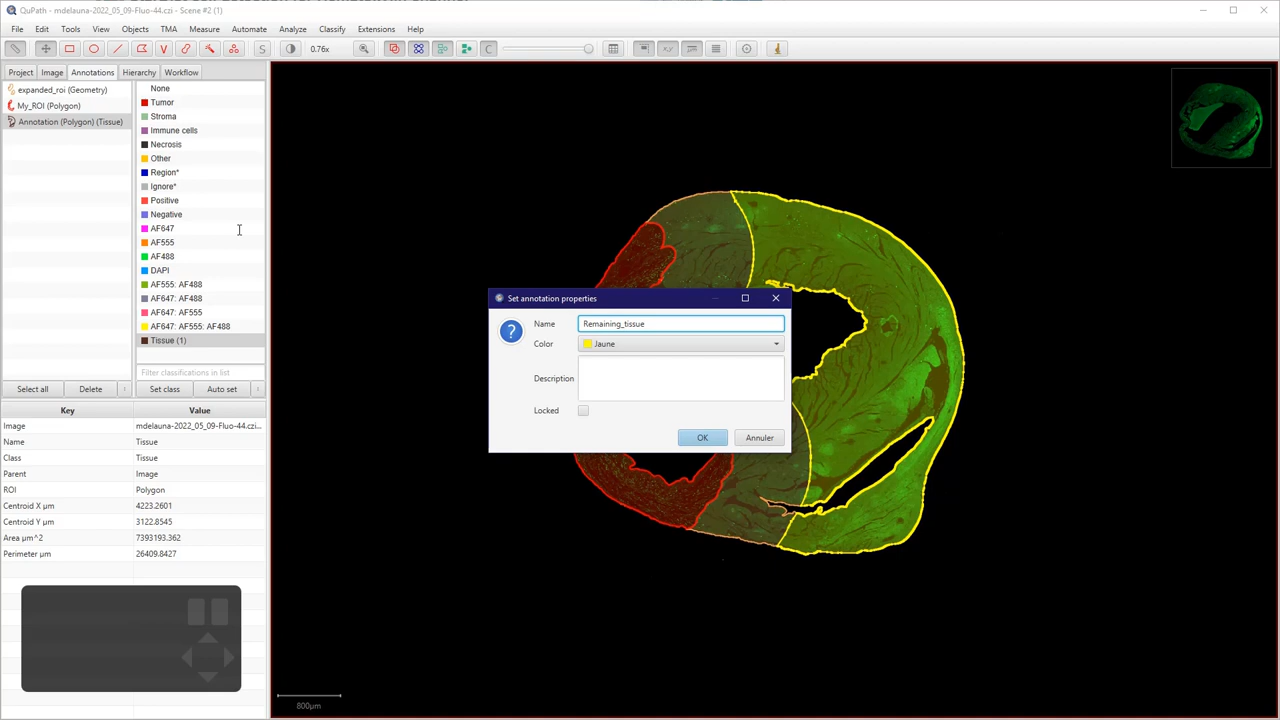 QuPath - mdelauna-2022_05_09-Fluo-44.czi - Scene #2 (1)
File Edit Tools View Objects TMA Measure Automate Analyze Classify Extensions Help
S 0.76x C
Project Image Annotations Hierarchy Workflow
expanded_roi (Geometry)
My_ROI (Polygon)
Annotation (Polygon) (Tissue)
None
Tumor
Stroma
Immune cells
Necrosis
Other
Region*
Ignore*
Positive
Negative
AF647
AF555
AF488
DAPI
AF555: AF488
AF647: AF488
AF647: AF555
AF647: AF555: AF488
Tissue (1)
Filter classifications in list
Select all Delete Set class Auto set
Key Value
Image mdelauna-2022_05_09-Fluo-44.czi...
Name Tissue
Class Tissue
Parent Image
ROI Polygon
Centroid X µm 4223.2601
Centroid Y µm 3122.8545
Area µm^2 7393193.362
Perimeter µm 26409.8427
Set annotation properties
Name Remaining_tissue
Color Jaune
Description
Locked
OK Annuler
800µm